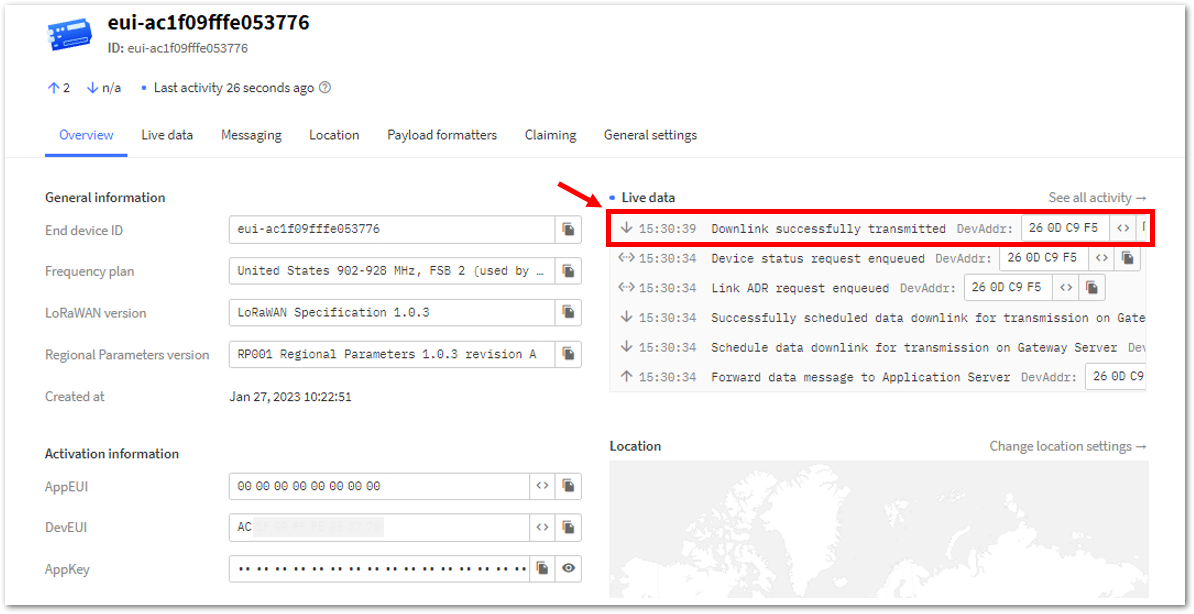 eui-ac1f09fffe053776
ID: eui-ac1f09fffe053776
2 n/a • Last activity 26 seconds ago
Overview Live data Messaging Location Payload formatters Claiming General settings
General information
End device ID eui-ac1f09fffe053776
Frequency plan United States 902-928 MHz, FSB 2 (used by …
LoRaWAN version LoRaWAN Specification 1.0.3
Regional Parameters version RP001 Regional Parameters 1.0.3 revision A
Created at Jan 27, 2023 10:22:51
Activation information
AppEUI 00 00 00 00 00 00 00 00
DevEUI AC
AppKey •• •• •• •• •• •• •• •• •• •• •• •• •• •• •• ••
Live data See all activity →
↓ 15:30:39 Downlink successfully transmitted DevAddr: 26 0D C9 F5
15:30:34 Device status request enqueued DevAddr: 26 0D C9 F5
15:30:34 Link ADR request enqueued DevAddr: 26 0D C9 F5
↓ 15:30:34 Successfully scheduled data downlink for transmission on Gate
↓ 15:30:34 Schedule data downlink for transmission on Gateway Server Dev
↑ 15:30:34 Forward data message to Application Server DevAddr: 26 0D C9
Location Change location settings →